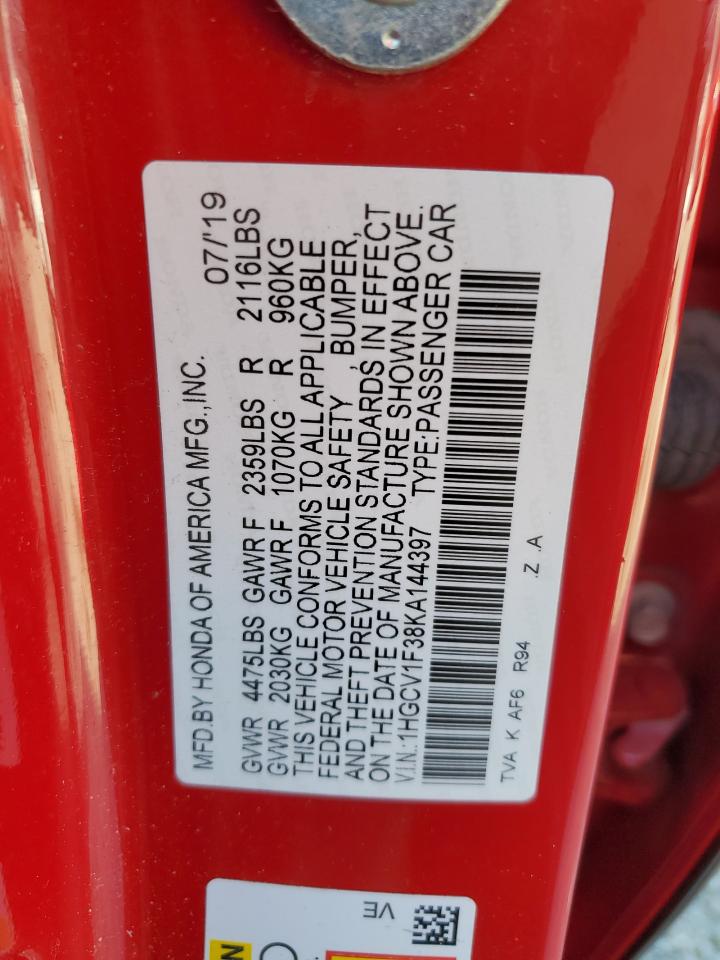 MFD.BY HONDA OF AMERICA MFG.,INC. 07/'19
GVWR 4475LBS GAWR F 2359LBS R 2116LBS
GVWR 2030KG GAWR F 1070KG R 960KG
THIS VEHICLE CONFORMS TO ALL APPLICABLE
FEDERAL MOTOR VEHICLE SAFETY , BUMPER,
AND THEFT PREVENTION STANDARDS, IN EFFECT
ON THE DATE OF MANUFACTURE SHOWN ABOVE.
V.I.N.:1HGCV1F38KA144397 TYPE:PASSENGER CAR
TVA K AF6 R94 .Z .A
VE